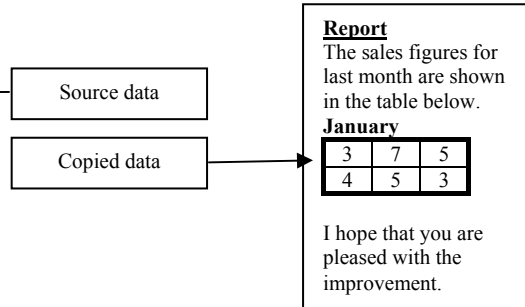 Source data
Copied data
Report
The sales figures for
last month are shown
in the table below.
January
3 7 5
4 5 3
I hope that you are
pleased with the
improvement.